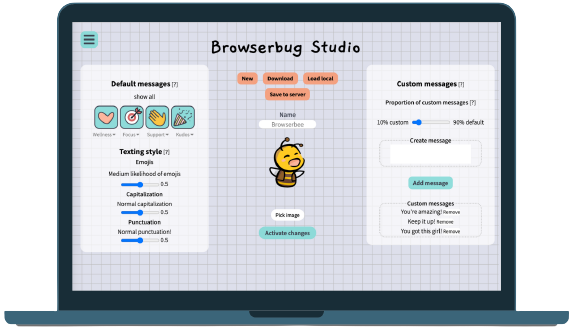 Browserbug Studio
Default messages [?]
show all
Wellness
Focus
Support
Kudos
Texting style [?]
Emojis
Medium likelihood of emojis
0.5
Capitalization
Normal capitalization
0.5
Punctuation
Normal punctuation!
0.5
New
Download
Load local
Save to server
Name
Browserbee
Pick image
Activate changes
Custom messages [?]
Proportion of custom messages [?]
10% custom 90% default
Create message
Add message
Custom messages
You're amazing! Remove
Keep it up! Remove
You got this girl! Remove